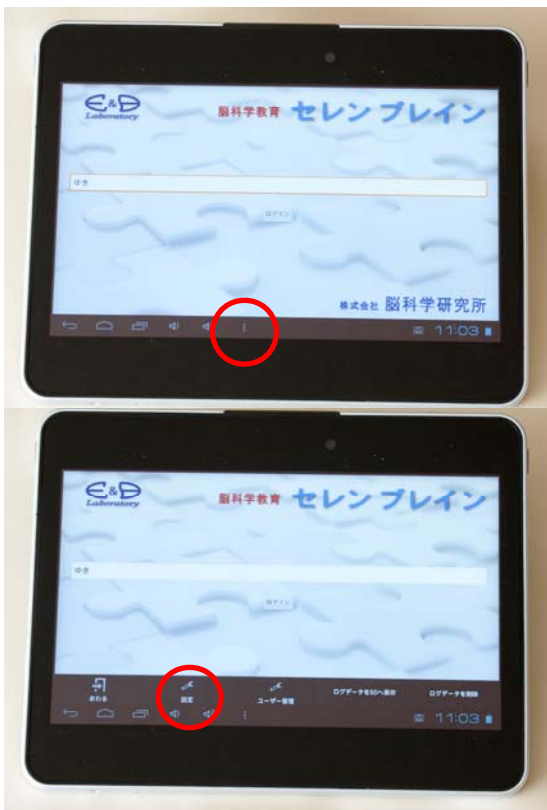 E&D
Laboratory
脳科学教育 セレン ブレイン
ゆき
ログイン
株式会社 脳科学研究所
11:03
E&D
Laboratory
脳科学教育 セレン ブレイン
ゆき
ログイン
おわる 設定 ユーザー管理 ログデータをSDへ保存 ログデータを削除
11:03